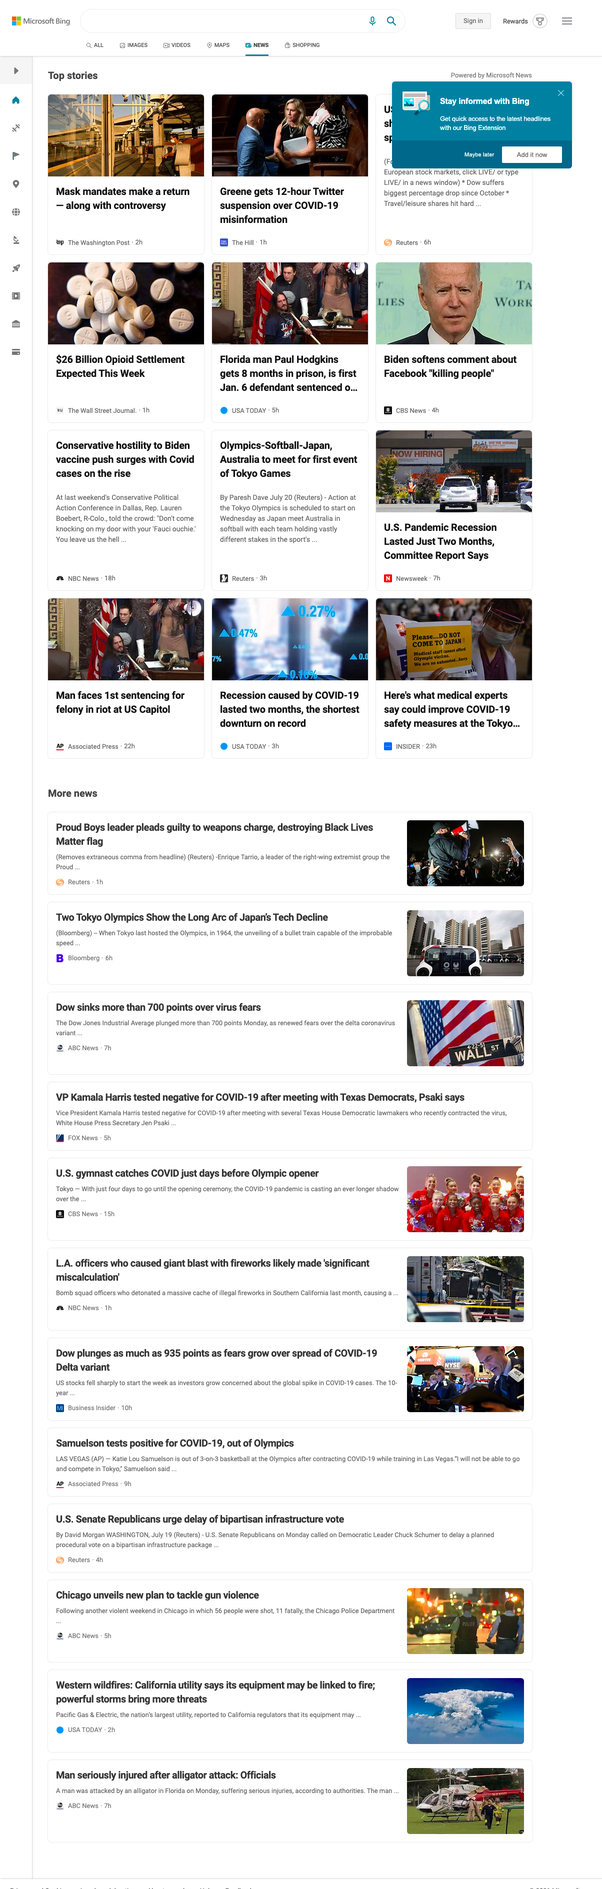 Microsoft Bing
Sign in
Rewards
ALL
IMAGES
VIDEOS
MAPS
NEWS
SHOPPING
Top stories
Powered by Microsoft News
Stay informed with Bing
Get quick access to the latest headlines
with our Bing Extension
Maybe later
Add it now
Mask mandates make a return
— along with controversy
The Washington Post · 2h
Greene gets 12-hour Twitter
suspension over COVID-19
misinformation
The Hill · 1h
European stock markets, click LIVE/ or type
LIVE/ in a news window) * Dow suffers
biggest percentage drop since October *
Travel/leisure shares hit hard ...
Reuters · 6h
$26 Billion Opioid Settlement
Expected This Week
The Wall Street Journal. · 1h
Florida man Paul Hodgkins
gets 8 months in prison, is first
Jan. 6 defendant sentenced o...
USA TODAY · 5h
LIES
WORK
Biden softens comment about
Facebook "killing people"
CBS News · 4h
Conservative hostility to Biden
vaccine push surges with Covid
cases on the rise
At last weekend's Conservative Political
Action Conference in Dallas, Rep. Lauren
Boebert, R-Colo., told the crowd: "Don't come
knocking on my door with your 'Fauci ouchie.'
You leave us the hell ...
NBC News · 18h
Olympics-Softball-Japan,
Australia to meet for first event
of Tokyo Games
By Paresh Dave July 20 (Reuters) - Action at
the Tokyo Olympics is scheduled to start on
Wednesday as Japan meet Australia in
softball with each team holding vastly
different stakes in the sport's ...
Reuters · 3h
NOW HIRING
U.S. Pandemic Recession
Lasted Just Two Months,
Committee Report Says
Newsweek · 7h
Man faces 1st sentencing for
felony in riot at US Capitol
AP Associated Press · 22h
0.27%
0.47%
7%
0.16%
Recession caused by COVID-19
lasted two months, the shortest
downturn on record
USA TODAY · 3h
Please...DO NOT
COME TO
JAPAN!
Here's what medical experts
say could improve COVID-19
safety measures at the Tokyo...
INSIDER · 23h
More news
Proud Boys leader pleads guilty to weapons charge, destroying Black Lives
Matter flag
(Removes extraneous comma from headline) (Reuters) -Enrique Tarrio, a leader of the right-wing extremist group the
Proud ...
Reuters · 1h
Two Tokyo Olympics Show the Long Arc of Japan's Tech Decline
(Bloomberg) -- When Tokyo last hosted the Olympics, in 1964, the unveiling of a bullet train capable of the improbable
speed ...
B Bloomberg · 6h
Dow sinks more than 700 points over virus fears
The Dow Jones Industrial Average plunged more than 700 points Monday, as renewed fears over the delta coronavirus
variant ...
ABC News · 7h
WALL ST
VP Kamala Harris tested negative for COVID-19 after meeting with Texas Democrats, Psaki says
Vice President Kamala Harris tested negative for COVID-19 after meeting with several Texas House Democratic lawmakers who recently contracted the virus,
White House Press Secretary Jen Psaki ...
FOX News · 5h
U.S. gymnast catches COVID just days before Olympic opener
Tokyo — With just four days to go until the opening ceremony, the COVID-19 pandemic is casting an ever longer shadow
over the ...
CBS News · 15h
L.A. officers who caused giant blast with fireworks likely made 'significant
miscalculation'
Bomb squad officers who detonated a massive cache of illegal fireworks in Southern California last month, causing a ...
NBC News · 1h
Dow plunges as much as 935 points as fears grow over spread of COVID-19
Delta variant
US stocks fell sharply to start the week as investors grow concerned about the global spike in COVID-19 cases. The 10-
year ...
BI Business Insider · 10h
NYSE
Samuelson tests positive for COVID-19, out of Olympics
LAS VEGAS (AP) — Katie Lou Samuelson is out of 3-on-3 basketball at the Olympics after contracting COVID-19 while training in Las Vegas."I will not be able to go
and compete in Tokyo," Samuelson said ...
AP Associated Press · 9h
U.S. Senate Republicans urge delay of bipartisan infrastructure vote
By David Morgan WASHINGTON, July 19 (Reuters) - U.S. Senate Republicans on Monday called on Democratic Leader Chuck Schumer to delay a planned
procedural vote on a bipartisan infrastructure package ...
Reuters · 4h
Chicago unveils new plan to tackle gun violence
Following another violent weekend in Chicago in which 56 people were shot, 11 fatally, the Chicago Police Department
...
ABC News · 5h
POLICE
Western wildfires: California utility says its equipment may be linked to fire;
powerful storms bring more threats
Pacific Gas & Electric, the nation's largest utility, reported to California regulators that its equipment may ...
USA TODAY · 2h
Man seriously injured after alligator attack: Officials
A man was attacked by an alligator in Florida on Monday, suffering serious injuries, according to authorities. The man ...
ABC News · 7h